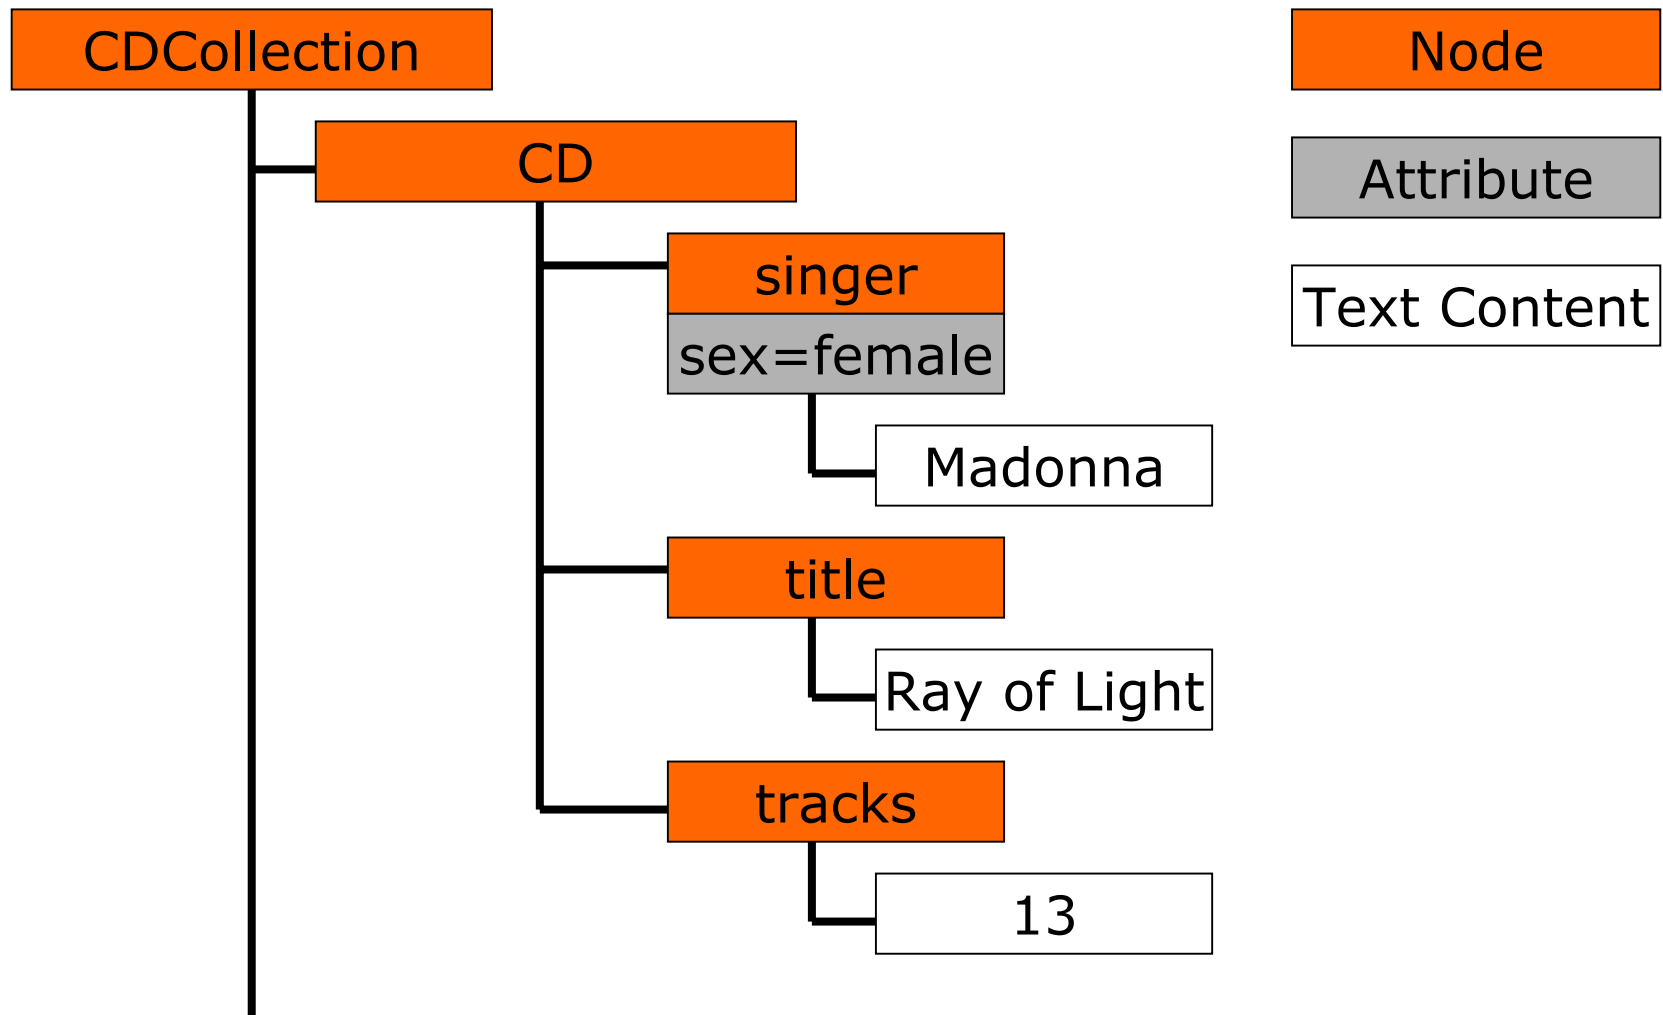 CDCollection
CD
singer
sex=female
Madonna
title
Ray of Light
tracks
13
Node
Attribute
Text Content